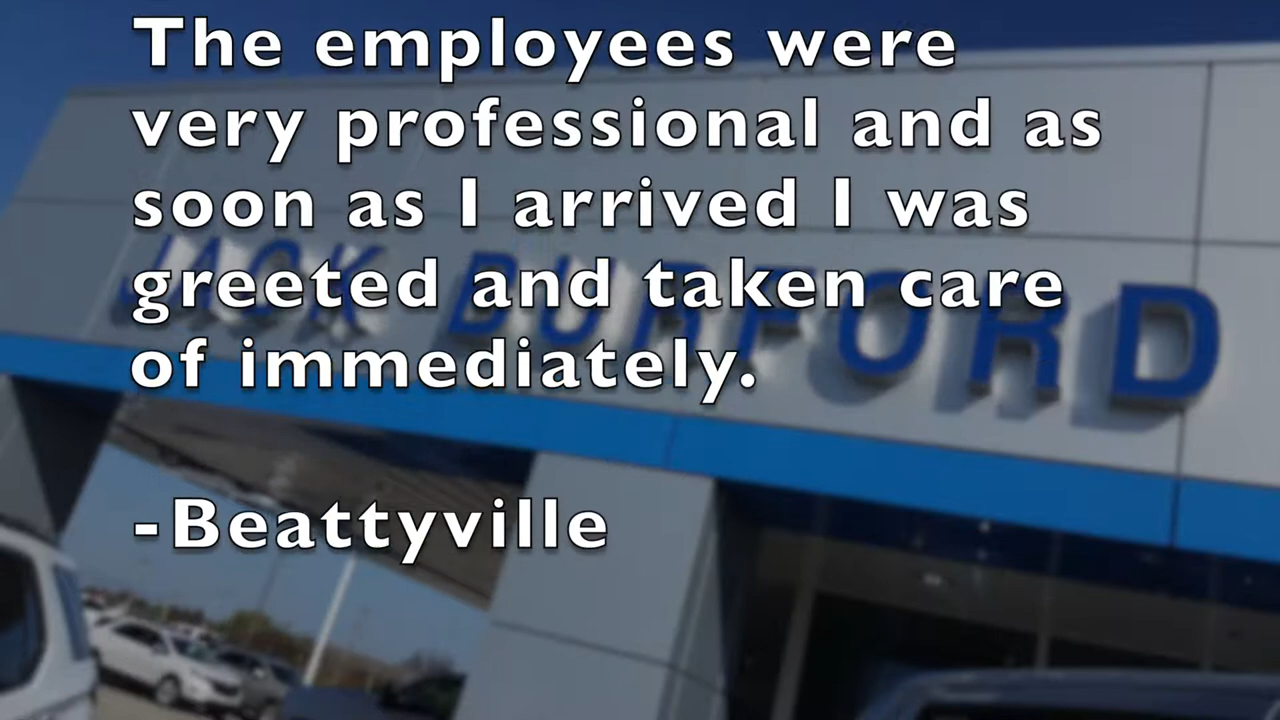 The employees were
very professional and as
soon as I arrived I was
greeted and taken care
of immediately.
-Beattyville
JACK BURFORD